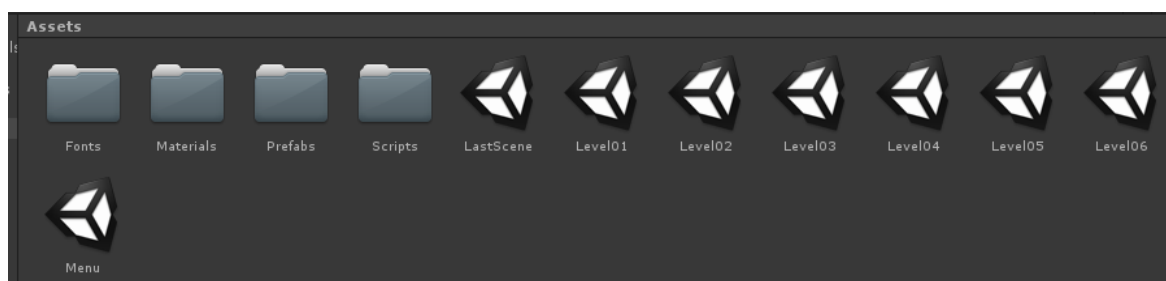 Assets
Fonts Materials Prefabs Scripts LastScene Level01 Level02 Level03 Level04 Level05 Level06
Menu